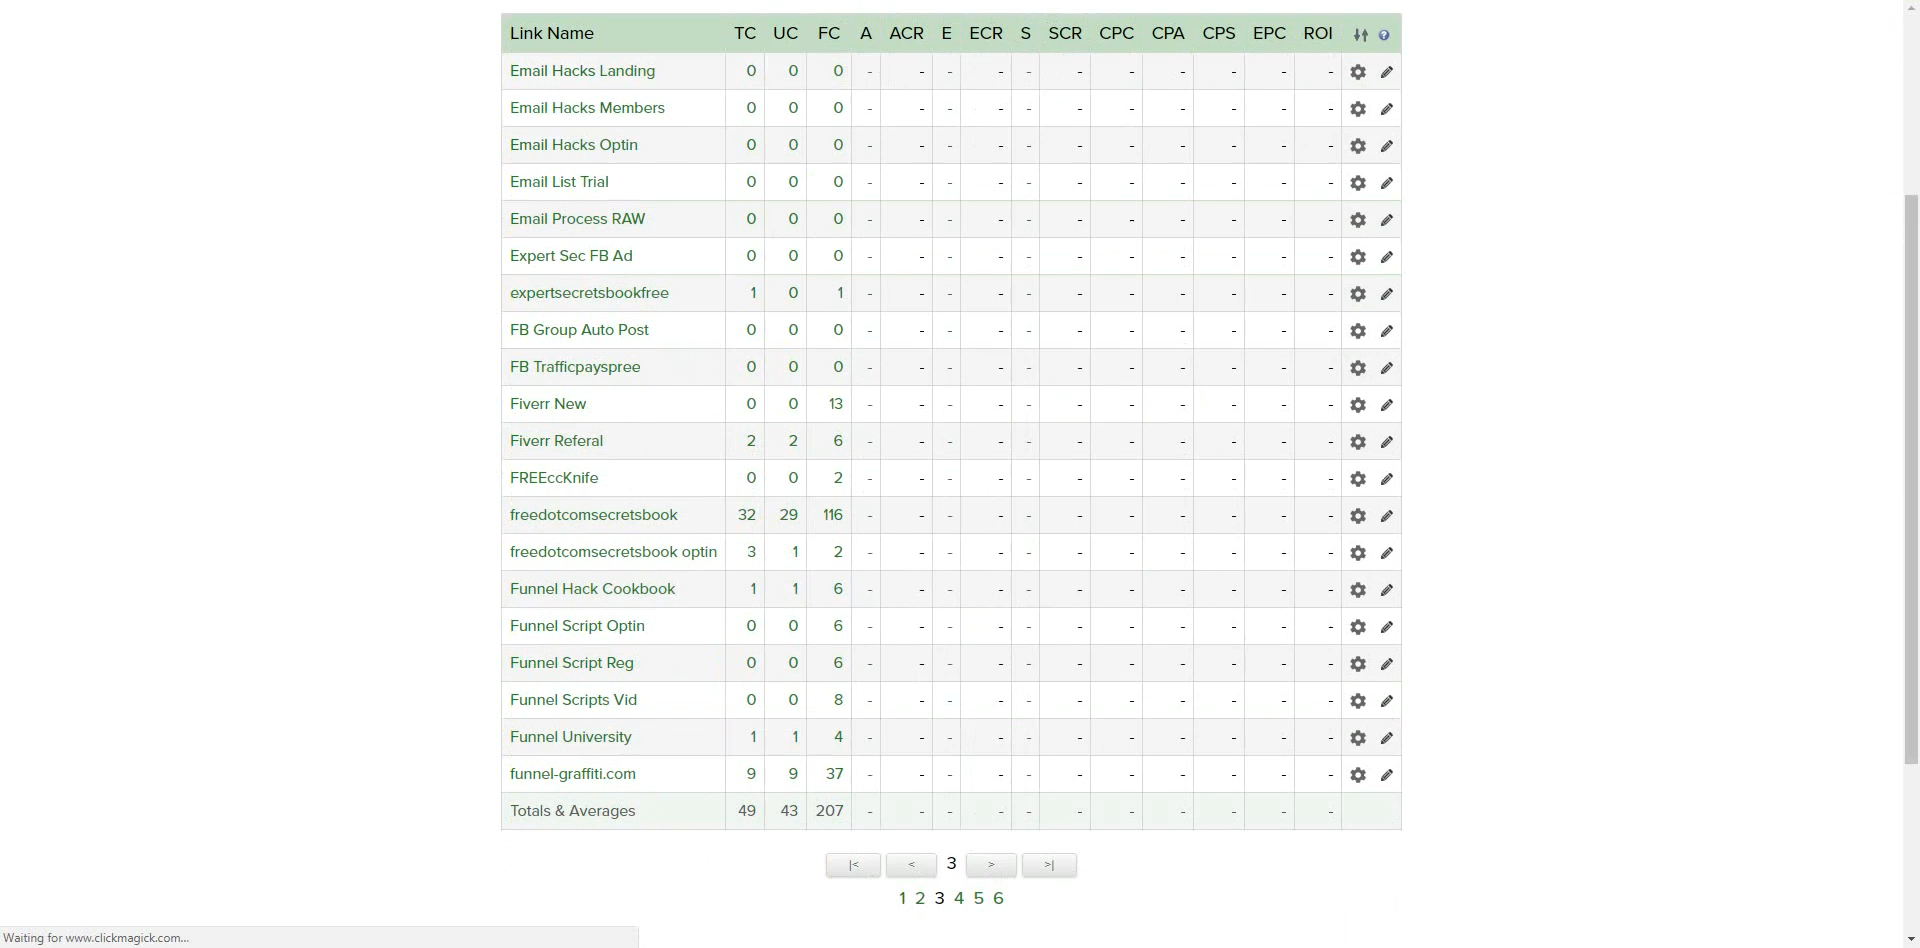 Link Name TC UC FC A ACR E ECR S SCR CPC CPA CPS EPC ROI
Email Hacks Landing 0 0 0 - - - - - - - - - - -
Email Hacks Members 0 0 0 - - - - - - - - - - -
Email Hacks Optin 0 0 0 - - - - - - - - - - -
Email List Trial 0 0 0 - - - - - - - - - - -
Email Process RAW 0 0 0 - - - - - - - - - - -
Expert Sec FB Ad 0 0 0 - - - - - - - - - - -
expertsecretsbookfree 1 0 1 - - - - - - - - - - -
FB Group Auto Post 0 0 0 - - - - - - - - - - -
FB Trafficpayspree 0 0 0 - - - - - - - - - - -
Fiverr New 0 0 13 - - - - - - - - - - -
Fiverr Referal 2 2 6 - - - - - - - - - - -
FREEccKnife 0 0 2 - - - - - - - - - - -
freedotcomsecretsbook 32 29 116 - - - - - - - - - - -
freedotcomsecretsbook optin 3 1 2 - - - - - - - - - - -
Funnel Hack Cookbook 1 1 6 - - - - - - - - - - -
Funnel Script Optin 0 0 6 - - - - - - - - - - -
Funnel Script Reg 0 0 6 - - - - - - - - - - -
Funnel Scripts Vid 0 0 8 - - - - - - - - - - -
Funnel University 1 1 4 - - - - - - - - - - -
funnel-graffiti.com 9 9 37 - - - - - - - - - - -
Totals & Averages 49 43 207 - - - - - - - - - - -
|< < 3 > >|
1 2 3 4 5 6
Waiting for www.clickmagick.com...